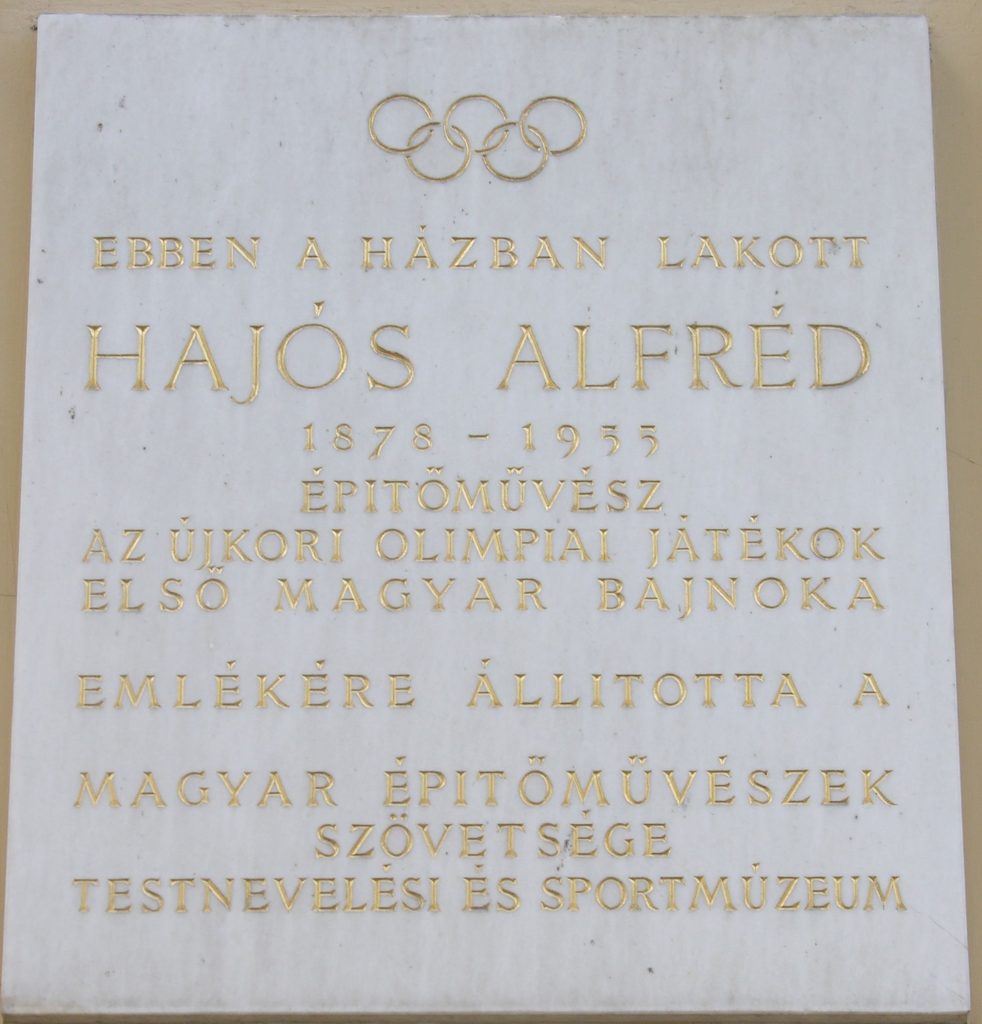 EBBEN A HÁZBAN LAKOTT
HAJÓS ALFRÉD
1878 - 1955
ÉPITŐMŰVÉSZ
AZ ÚJKORI OLIMPIAI JÁTÉKOK
ELSŐ MAGYAR BAJNOKA
EMLÉKÉRE ÁLLITOTTA A
MAGYAR ÉPITŐMŰVÉSZEK
SZÖVETSÉGE
TESTNEVELÉSI ÉS SPORTMÚZEUM